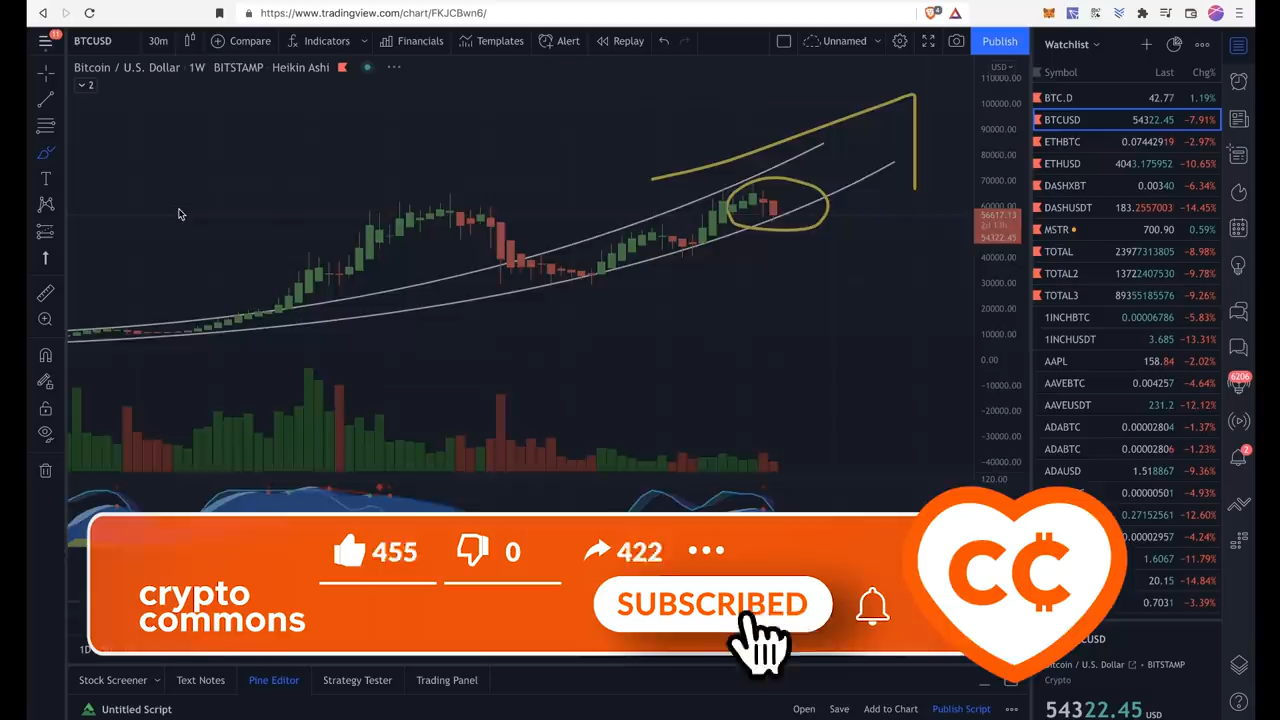 https://www.tradingview.com/chart/FKJCBwn6/
4
11
BTCUSD 30m Compare Indicators Financials Templates Alert Replay Unnamed Publish
Bitcoin / U.S. Dollar · 1W BITSTAMP Heikin Ashi
2
USD
110000.00
100000.00
90000.00
80000.00
70000.00
60000.00
56617.13
2d 13h
54322.45
40000.00
30000.00
20000.00
10000.00
0.00
−10000.00
−20000.00
−30000.00
−40000.00
120.00
Watchlist
Symbol Last Chg%
BTC.D 42.77 1.19%
BTCUSD 54322.45 −7.91%
ETHBTC 0.07442919 −2.97%
ETHUSD 4043.175952 −10.65%
DASHXBT 0.00340 −6.34%
DASHUSDT 183.2557003 −14.45%
MSTR 700.90 0.59%
TOTAL 23977313805 −8.98%
TOTAL2 13722407530 −9.78%
TOTAL3 89355185576 −9.26%
1INCHBTC 0.00006786 −5.83%
1INCHUSDT 3.685 −13.31%
AAPL 158.84 −2.02%
AAVEBTC 0.004257 −4.64%
AAVEUSDT 231.2 −12.12%
ADABTC 0.00002804 −1.37%
ADABTC 0.00002806 −1.23%
ADAUSD 1.518867 −9.36%
0.00000501 −4.93%
0.27152561 −12.60%
−4.24%
1.6067 −11.79%
20.15 −14.84%
0.7031 −3.39%
6206
2
455 0 422
crypto
commons
SUBSCRIBED
CC
1D
Bitcoin / U.S. Dollar BITSTAMP
Crypto
54322.45 USD
Stock Screener Text Notes Pine Editor Strategy Tester Trading Panel
Untitled Script Open Save Add to Chart Publish Script